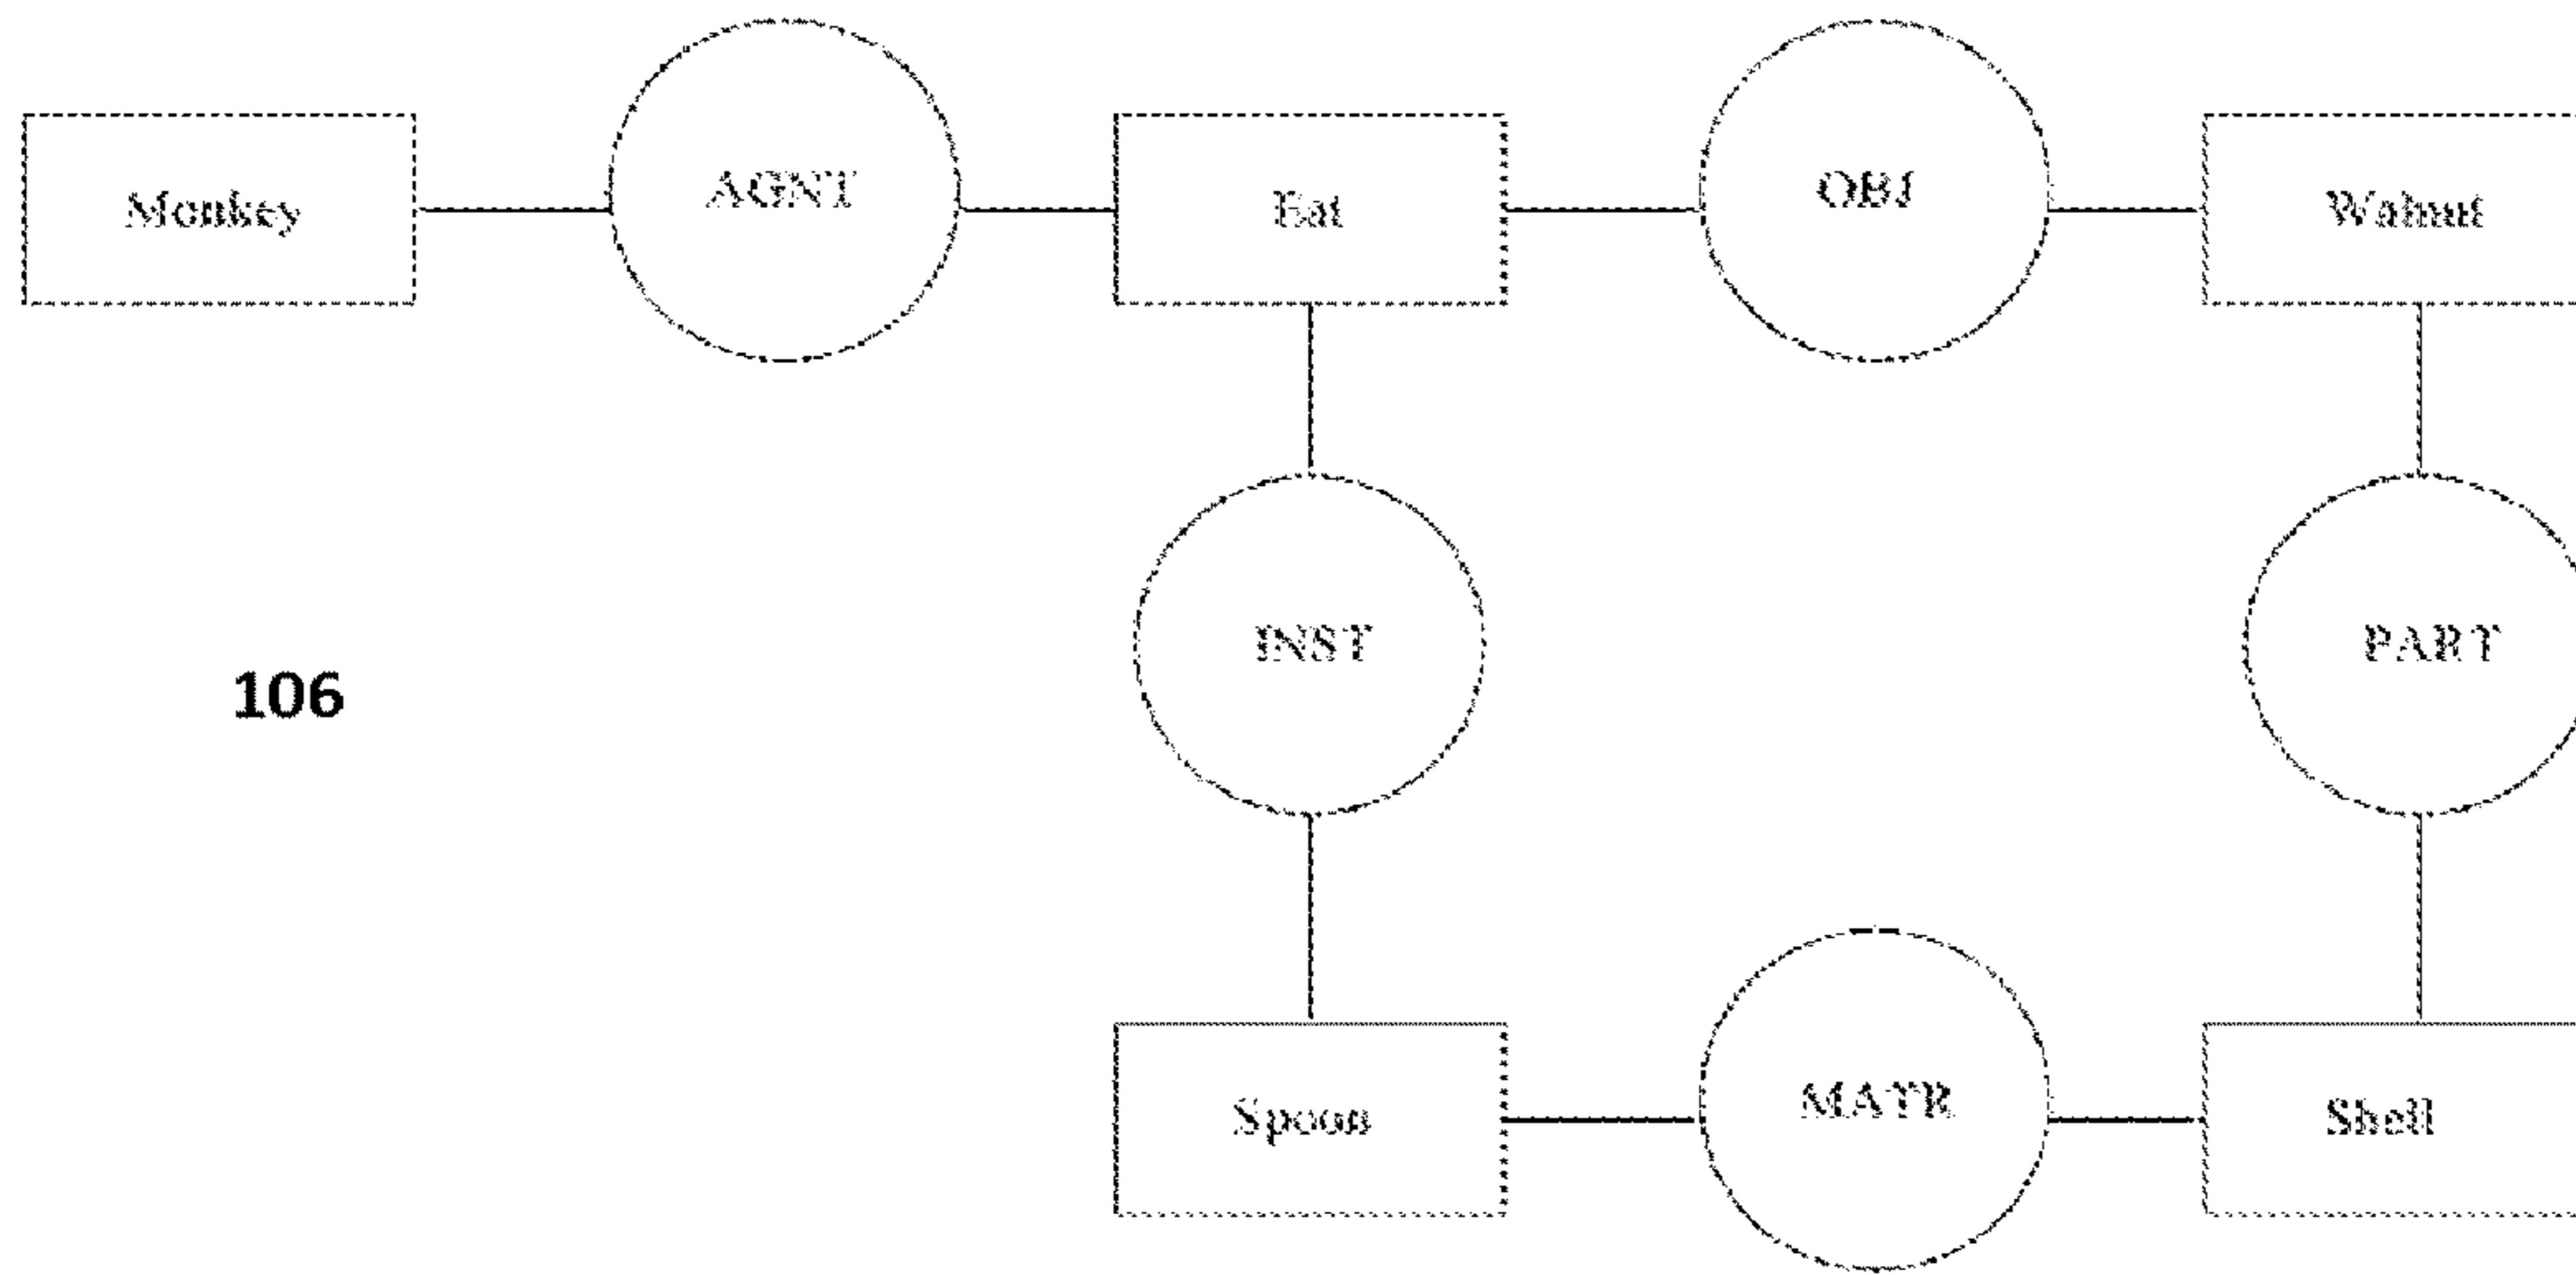 Monkey
AGNT
Eat
OBJ
Walnut
INST
PART
106
Spoon
MATR
Shell